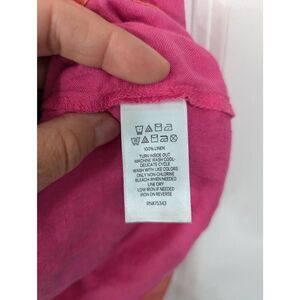 100% LINEN
TURN INSIDE OUT
MACHINE WASH COOL-
DELICATE CYCLE
WASH WITH LIKE COLORS
ONLY NON-CHLORINE
BLEACH WHEN NEEDED
LINE DRY
LOW IRON IF NEEDED
IRON ON REVERSE
RN#75343